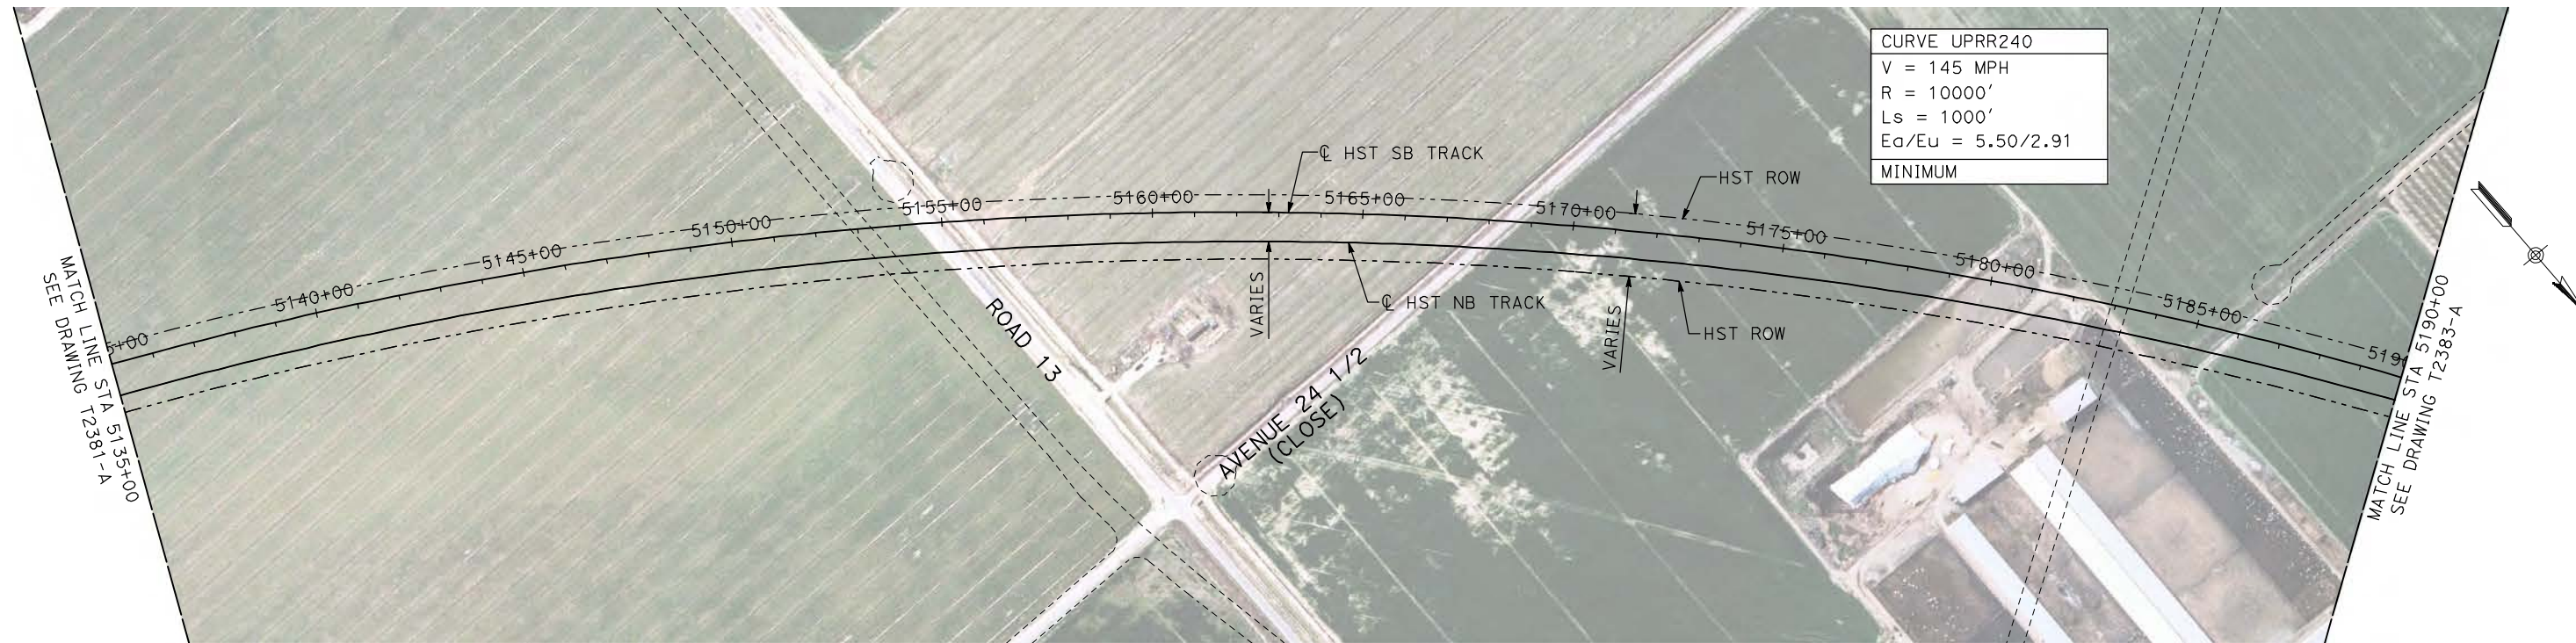 CURVE UPRR240
V = 145 MPH
R = 10000'
Ls = 1000'
Ea/Eu = 5.50/2.91
MINIMUM
℄ HST SB TRACK
HST ROW
5+00
5140+00
5145+00
5150+00
5155+00
5160+00
5165+00
5170+00
5175+00
5180+00
5185+00
519
MATCH LINE STA 5135+00
SEE DRAWING T2381-A
ROAD 13
VARIES
℄ HST NB TRACK
VARIES
HST ROW
AVENUE 24 1/2
(CLOSE)
MATCH LINE STA 5190+00
SEE DRAWING T2383-A